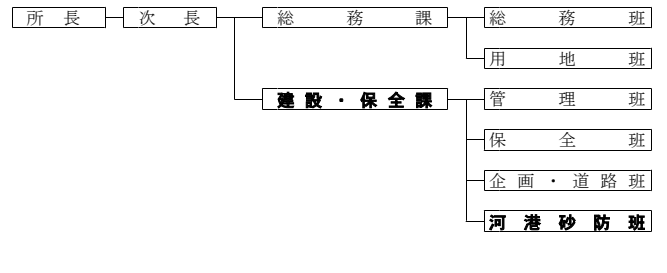 所長 次長 総務課 総務班
用地班
建設・保全課 管理班
保全班
企画・道路班
河港砂防班